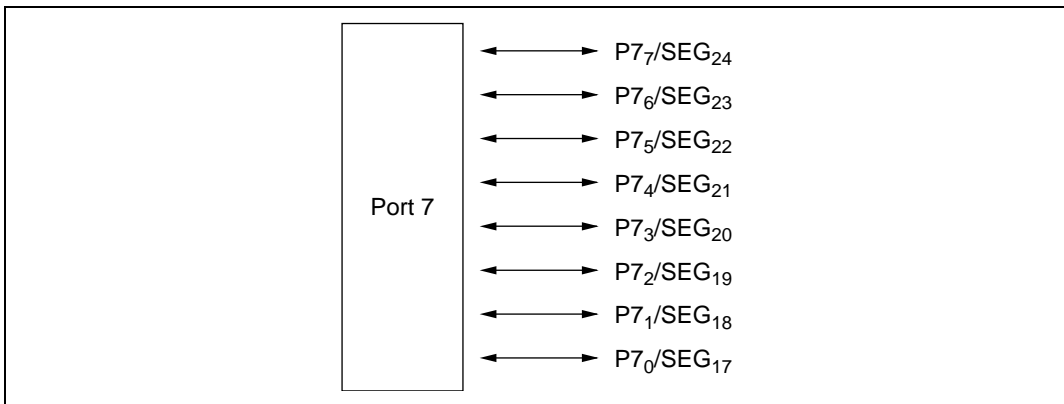 P7₇/SEG₂₄
P7₆/SEG₂₃
P7₅/SEG₂₂
P7₄/SEG₂₁
Port 7
P7₃/SEG₂₀
P7₂/SEG₁₉
P7₁/SEG₁₈
P7₀/SEG₁₇